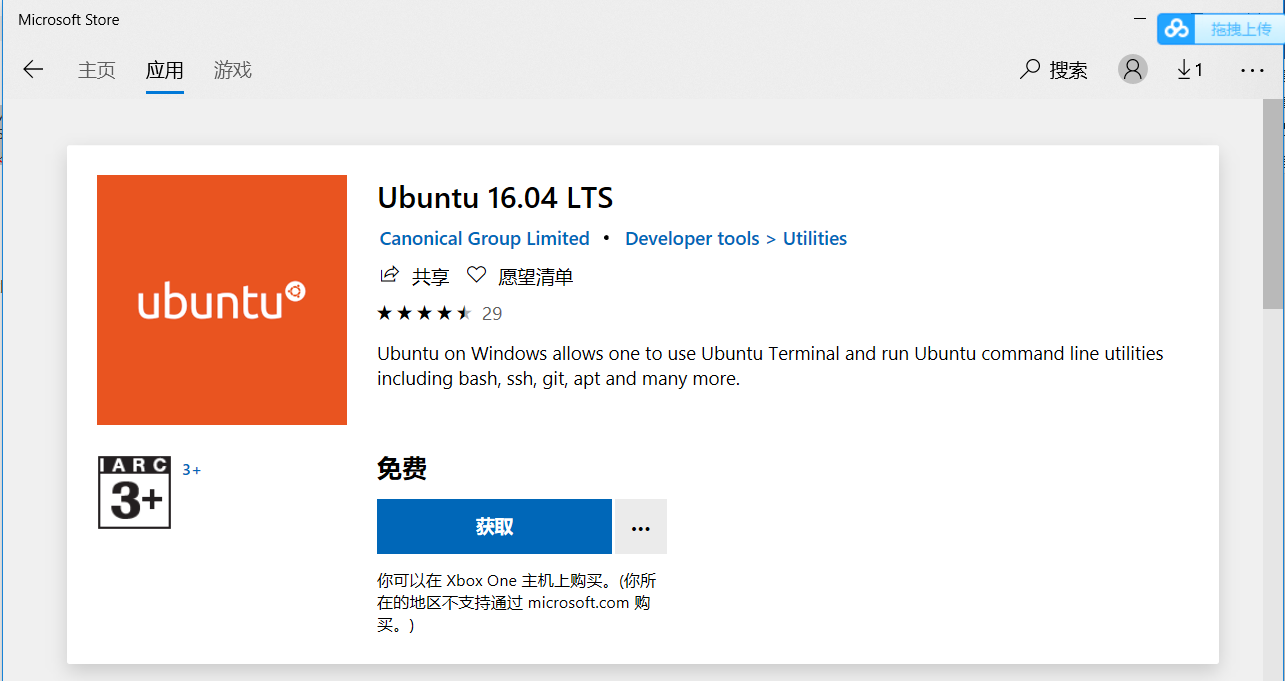 Microsoft Store
拖拽上传
主页 应用 游戏 搜索 1 ...
ubuntu
Ubuntu 16.04 LTS
Canonical Group Limited • Developer tools > Utilities
共享 愿望清单
29
Ubuntu on Windows allows one to use Ubuntu Terminal and run Ubuntu command line utilities
including bash, ssh, git, apt and many more.
IARC
3+
3+
免费
获取 ...
你可以在 Xbox One 主机上购买。(你所
在的地区不支持通过 microsoft.com 购
买。)